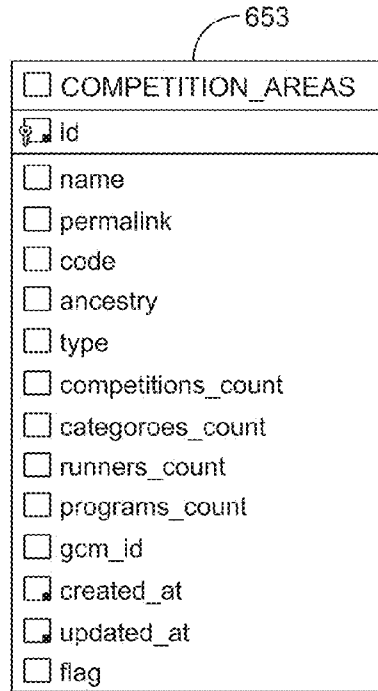 653
COMPETITION_AREAS
id
name
permalink
code
ancestry
type
competitions_count
categoroes_count
runners_count
programs_count
gcm_id
created_at
updated_at
flag